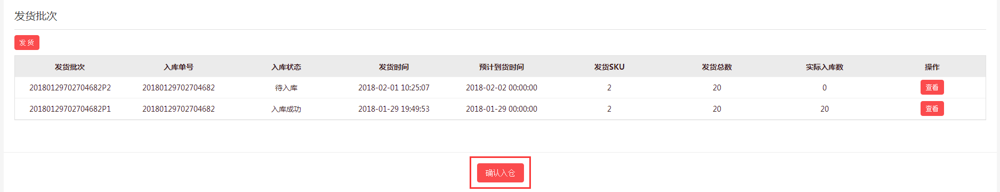 发货批次
发 货
发货批次 入库单号 入库状态 发货时间 预计到货时间 发货SKU 发货总数 实际入库数 操作
20180129702704682P2 20180129702704682 待入库 2018-02-01 10:25:07 2018-02-02 00:00:00 2 20 0 查看
20180129702704682P1 20180129702704682 入库成功 2018-01-29 19:49:53 2018-01-29 00:00:00 2 20 20 查看
确认入仓